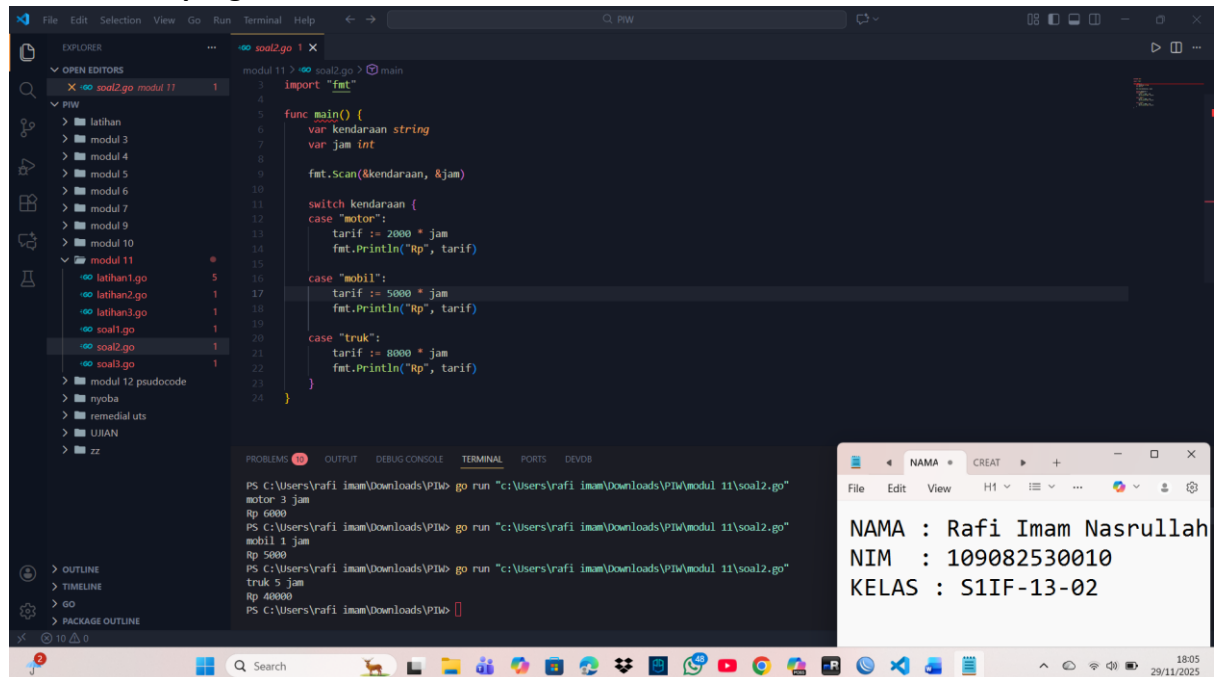 File Edit Selection View Go Run Terminal Help
PIW
EXPLORER
OPEN EDITORS
soal2.go modul 11 1
PIW
latihan
modul 3
modul 4
modul 5
modul 6
modul 7
modul 9
modul 10
modul 11
latihan1.go 5
latihan2.go 1
latihan3.go 1
soal1.go 1
soal2.go 1
soal3.go 1
modul 12 psudocode
nyoba
remedial uts
UJIAN
zz
OUTLINE
TIMELINE
GO
PACKAGE OUTLINE
soal2.go 1
modul 11 > soal2.go > main
3 import "fmt"
4
5 func main() {
6 var kendaraan string
7 var jam int
8
9 fmt.Scan(&kendaraan, &jam)
10
11 switch kendaraan {
12 case "motor":
13 tarif := 2000 * jam
14 fmt.Println("Rp", tarif)
15
16 case "mobil":
17 tarif := 5000 * jam
18 fmt.Println("Rp", tarif)
19
20 case "truk":
21 tarif := 8000 * jam
22 fmt.Println("Rp", tarif)
23 }
24 }
PROBLEMS 10 OUTPUT DEBUG CONSOLE TERMINAL PORTS DEVDB
PS C:\Users\rafi imam\Downloads\PIW> go run "c:\Users\rafi imam\Downloads\PIW\modul 11\soal2.go"
motor 3 jam
Rp 6000
PS C:\Users\rafi imam\Downloads\PIW> go run "c:\Users\rafi imam\Downloads\PIW\modul 11\soal2.go"
mobil 1 jam
Rp 5000
PS C:\Users\rafi imam\Downloads\PIW> go run "c:\Users\rafi imam\Downloads\PIW\modul 11\soal2.go"
truk 5 jam
Rp 40000
PS C:\Users\rafi imam\Downloads\PIW>
NAMA CREAT
File Edit View H1
NAMA : Rafi Imam Nasrullah
NIM : 109082530010
KELAS : S1IF-13-02
10 0
2
Search
48
18:05
29/11/2025